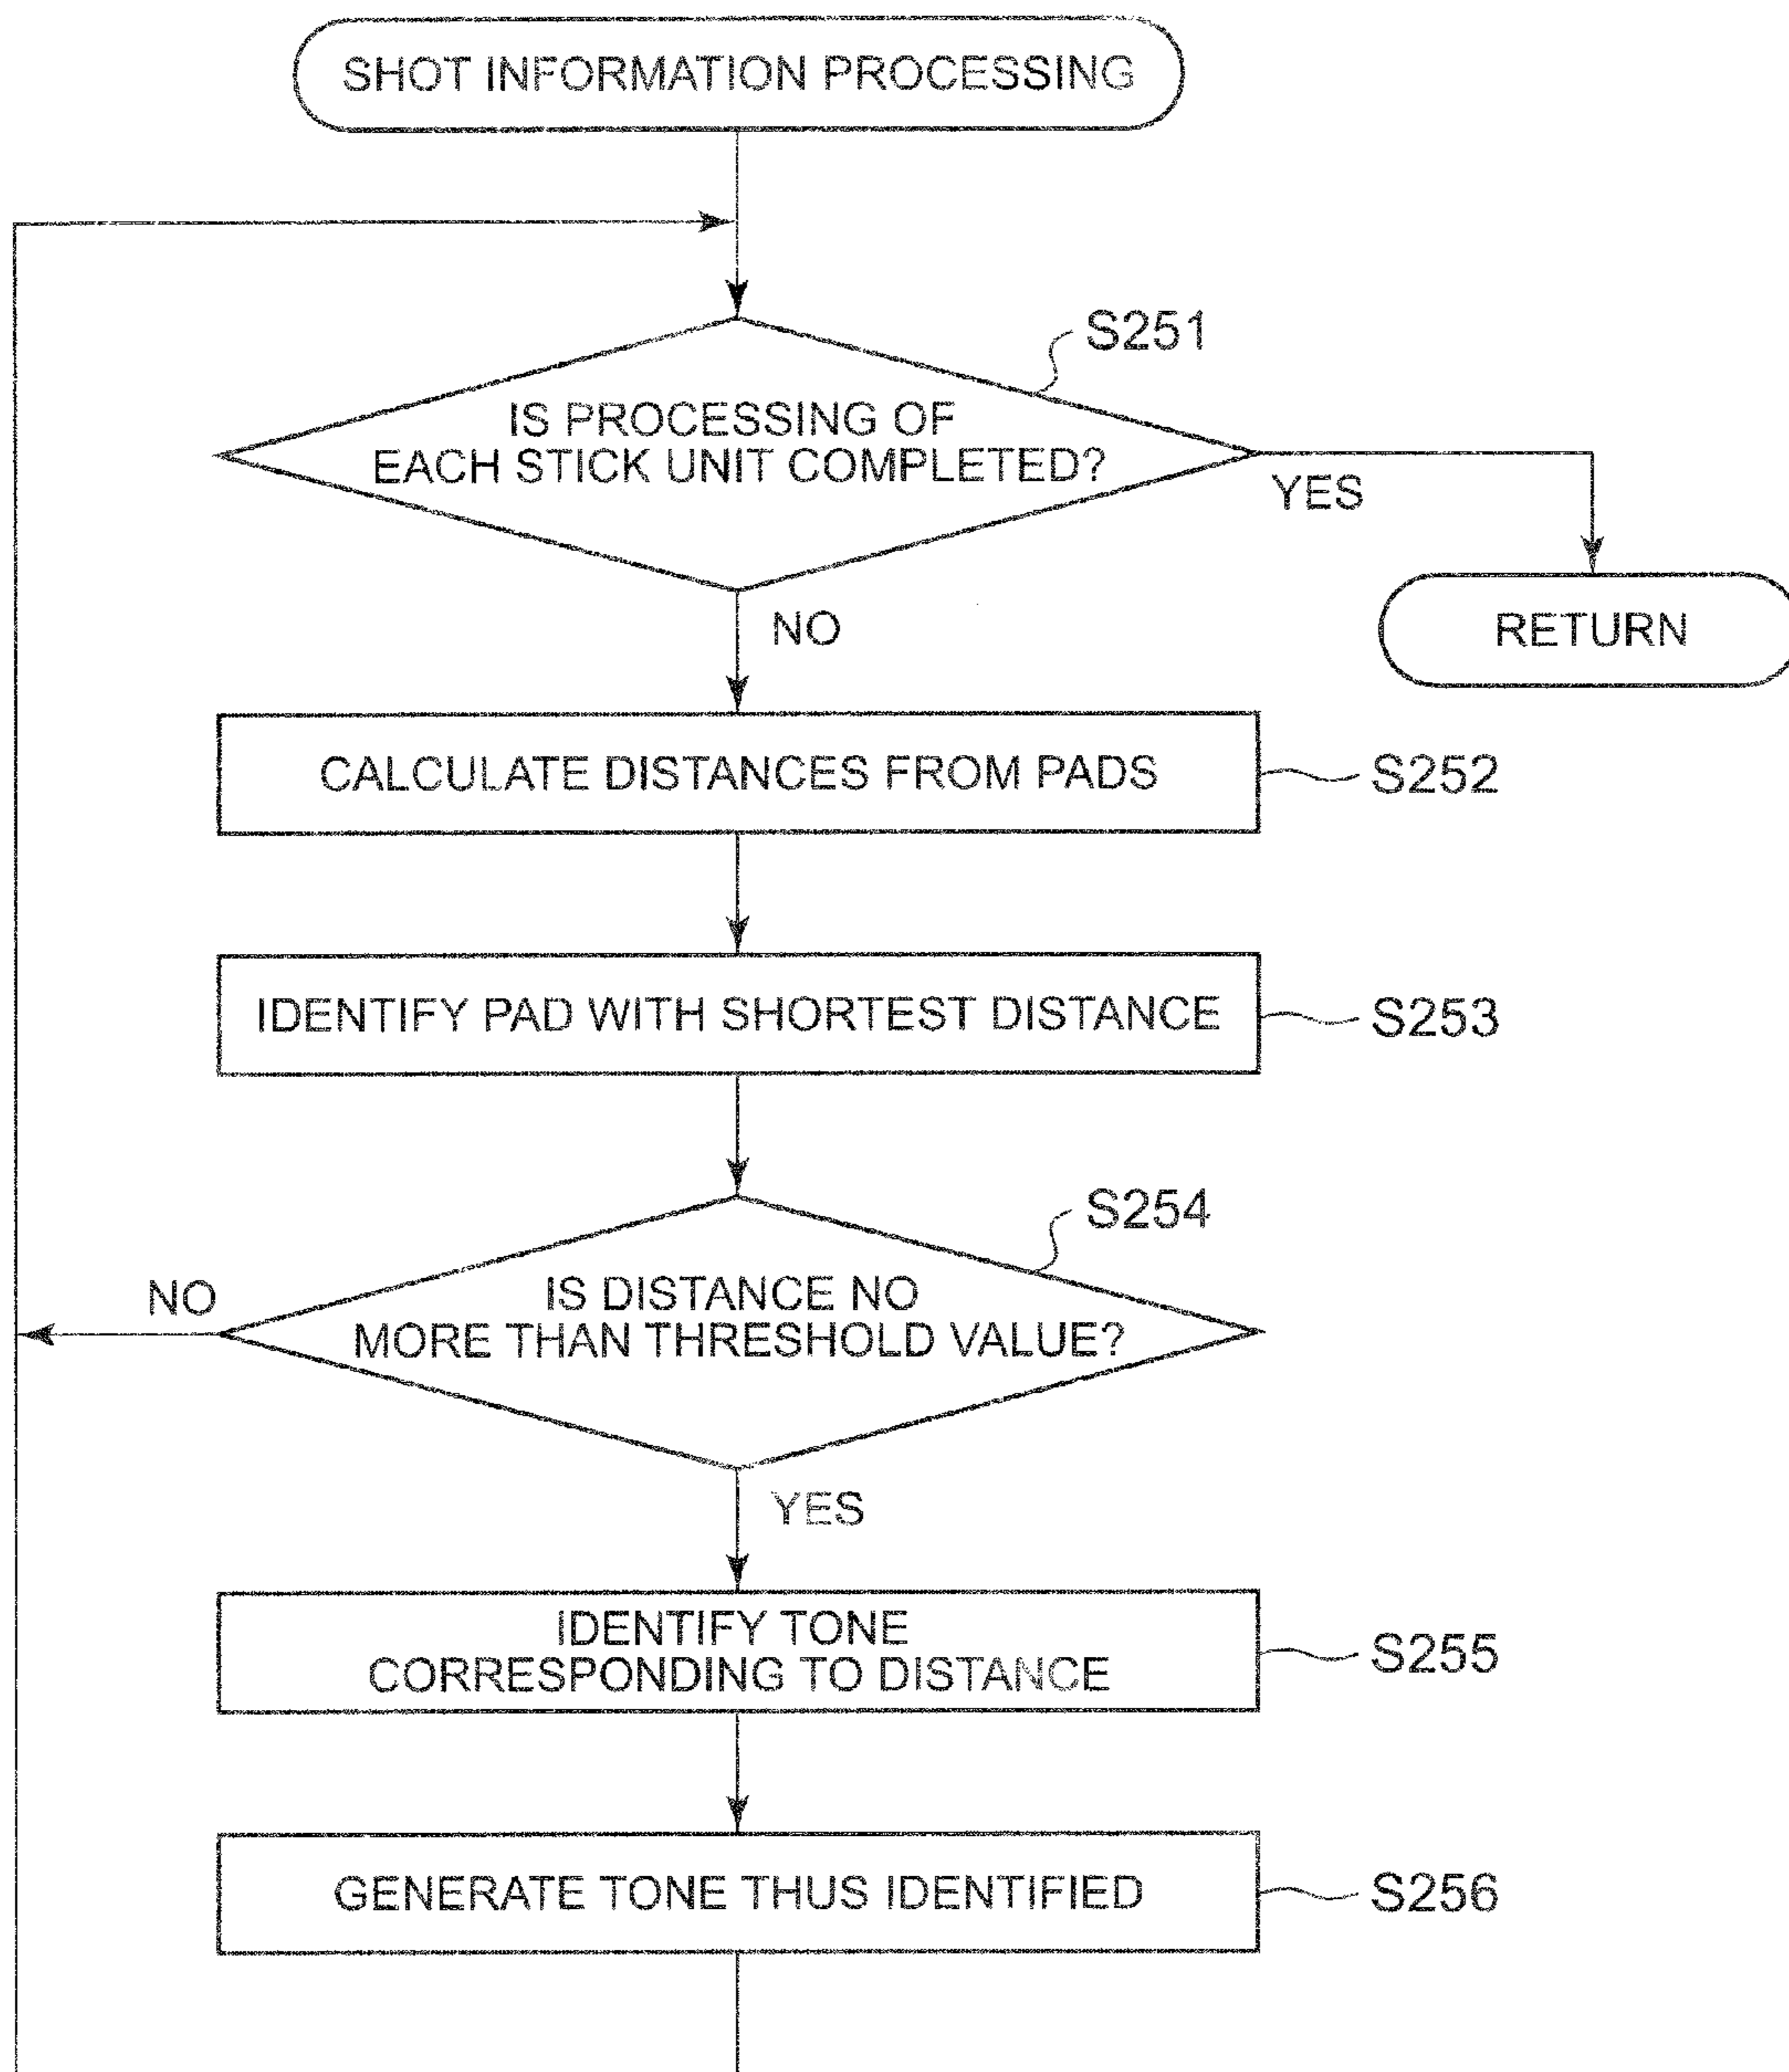 SHOT INFORMATION PROCESSING
S251
IS PROCESSING OF
EACH STICK UNIT COMPLETED?
YES
NO
RETURN
CALCULATE DISTANCES FROM PADS
S252
IDENTIFY PAD WITH SHORTEST DISTANCE
S253
S254
NO
IS DISTANCE NO
MORE THAN THRESHOLD VALUE?
YES
IDENTIFY TONE
CORRESPONDING TO DISTANCE
S255
GENERATE TONE THUS IDENTIFIED
S256